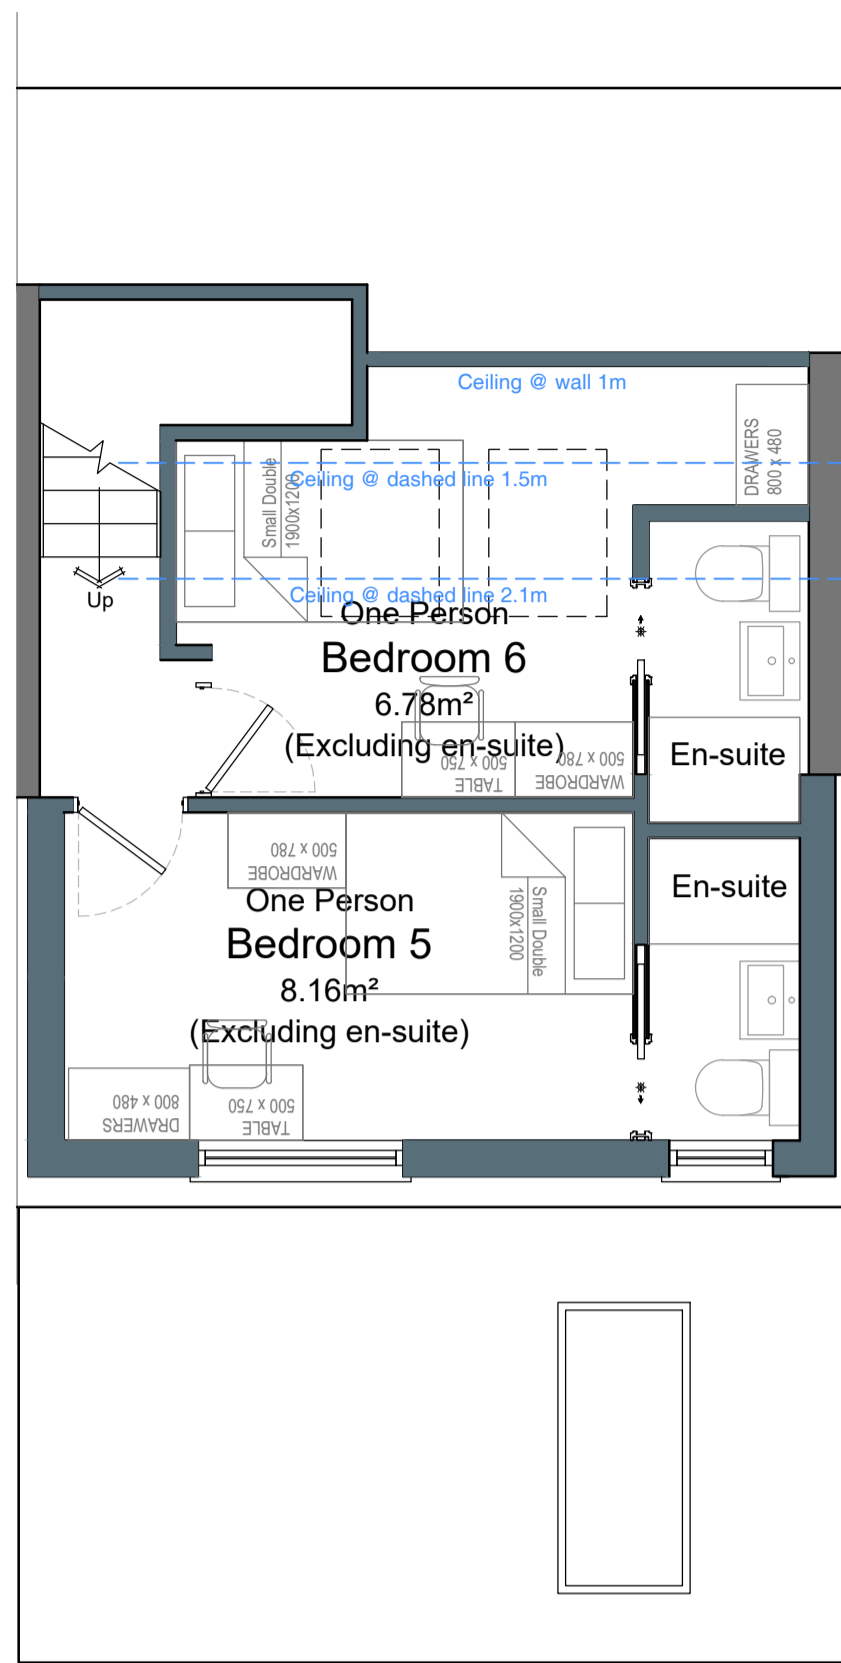 Ceiling @ wall 1m
DRAWERS
800 x 480
Small Double
1900x1200
Ceiling @ dashed line 1.5m
Ceiling @ dashed line 2.1m
Up
One Person
Bedroom 6
6.78m²
(Excluding en-suite)
TABLE
500 x 750
WARDROBE
500 x 780
En-suite
WARDROBE
500 x 780
One Person
Bedroom 5
8.16m²
(Excluding en-suite)
Small Double
1900x1200
En-suite
DRAWERS
800 x 480
TABLE
500 x 750